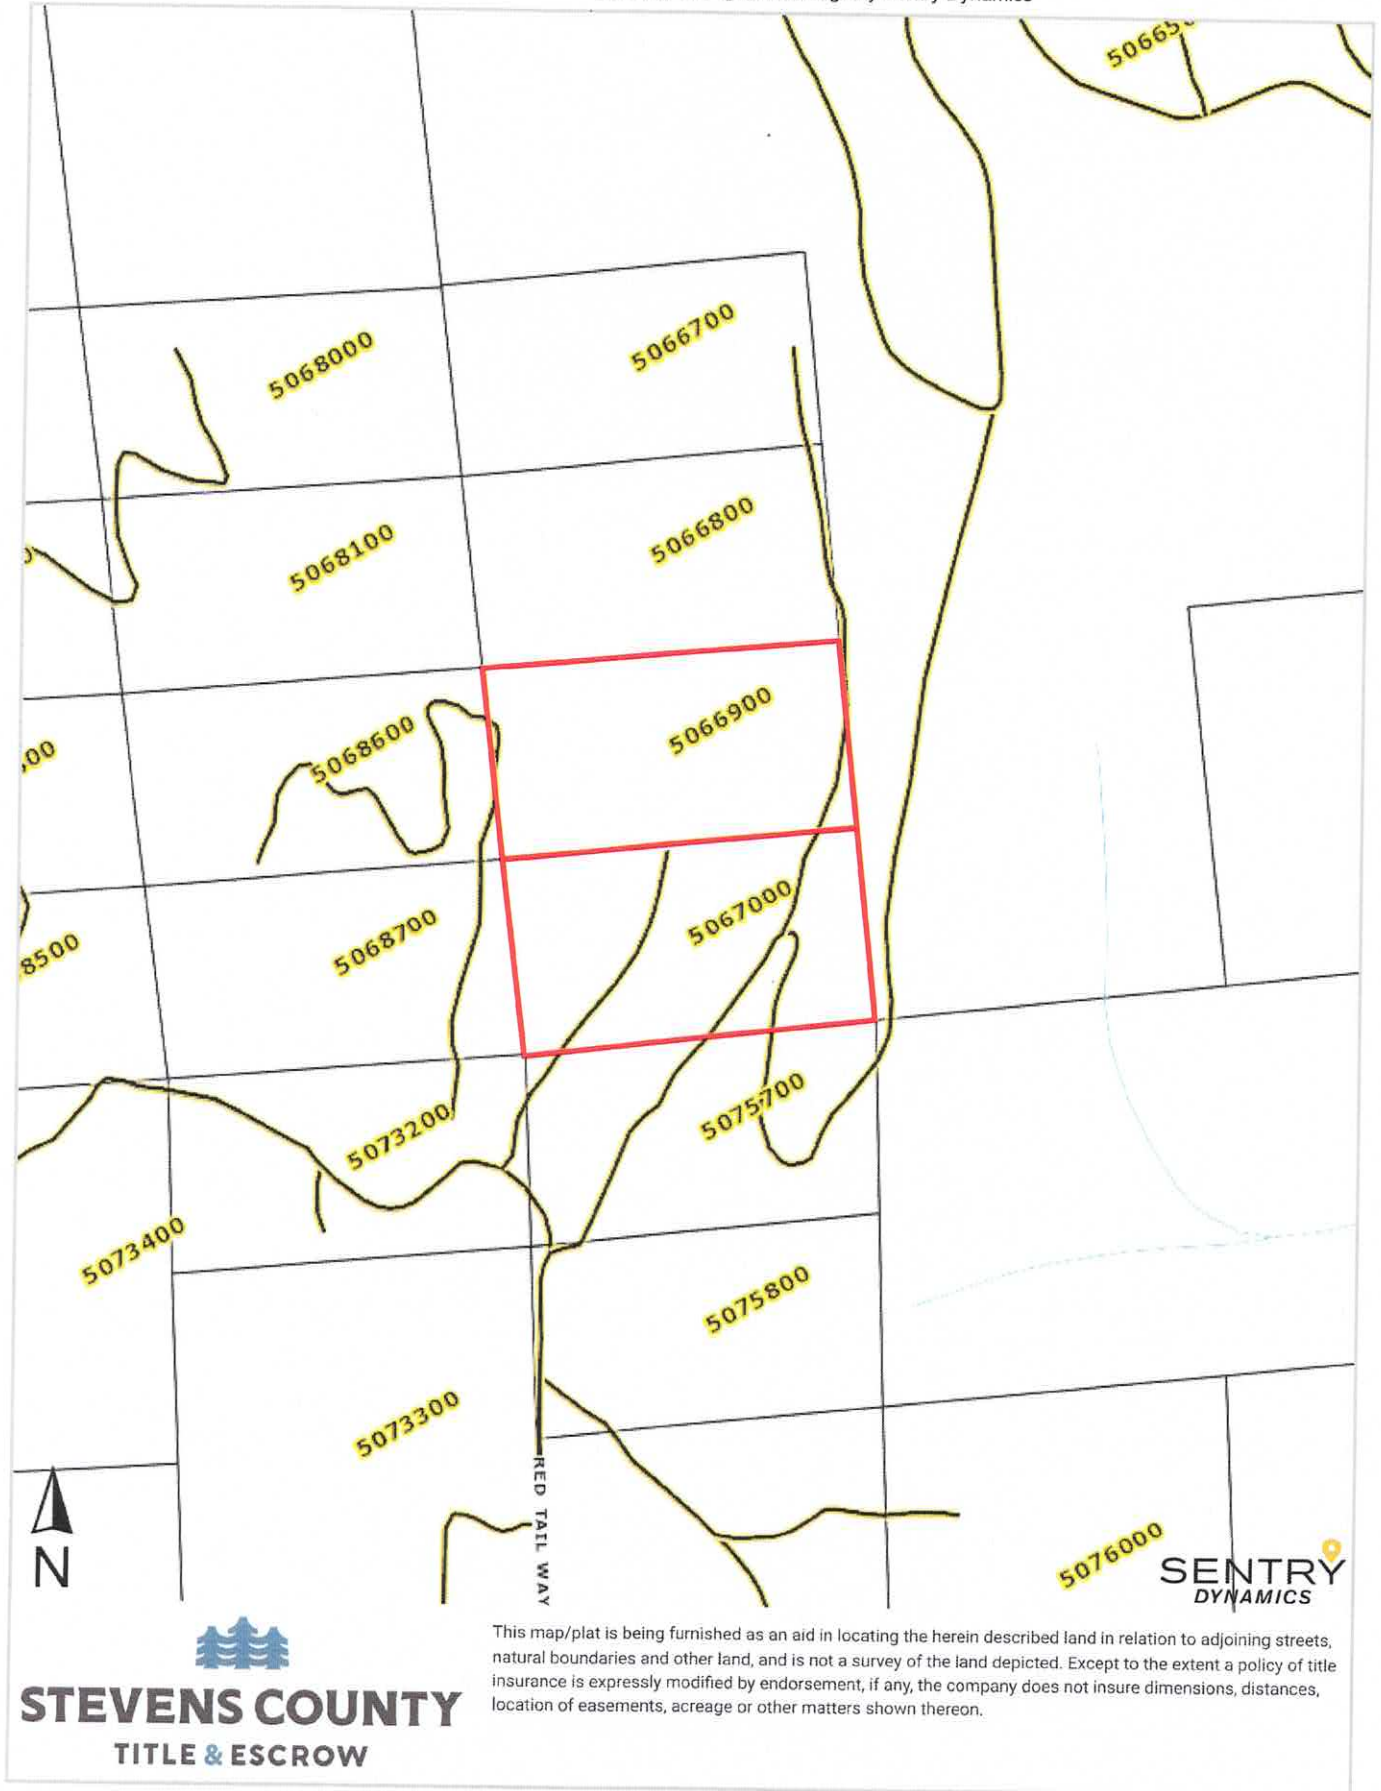 5068000
5066700
5068100
5066800
5068600
5066900
00
5068700
5067000
8500
5073200
5075700
5073400
5075800
5073300
RED TAIL WAY
5076000
N
SENTRY
DYNAMICS
STEVENS COUNTY
TITLE & ESCROW
This map/plat is being furnished as an aid in locating the herein described land in relation to adjoining streets,
natural boundaries and other land, and is not a survey of the land depicted. Except to the extent a policy of title
insurance is expressly modified by endorsement, if any, the company does not insure dimensions, distances,
location of easements, acreage or other matters shown thereon.